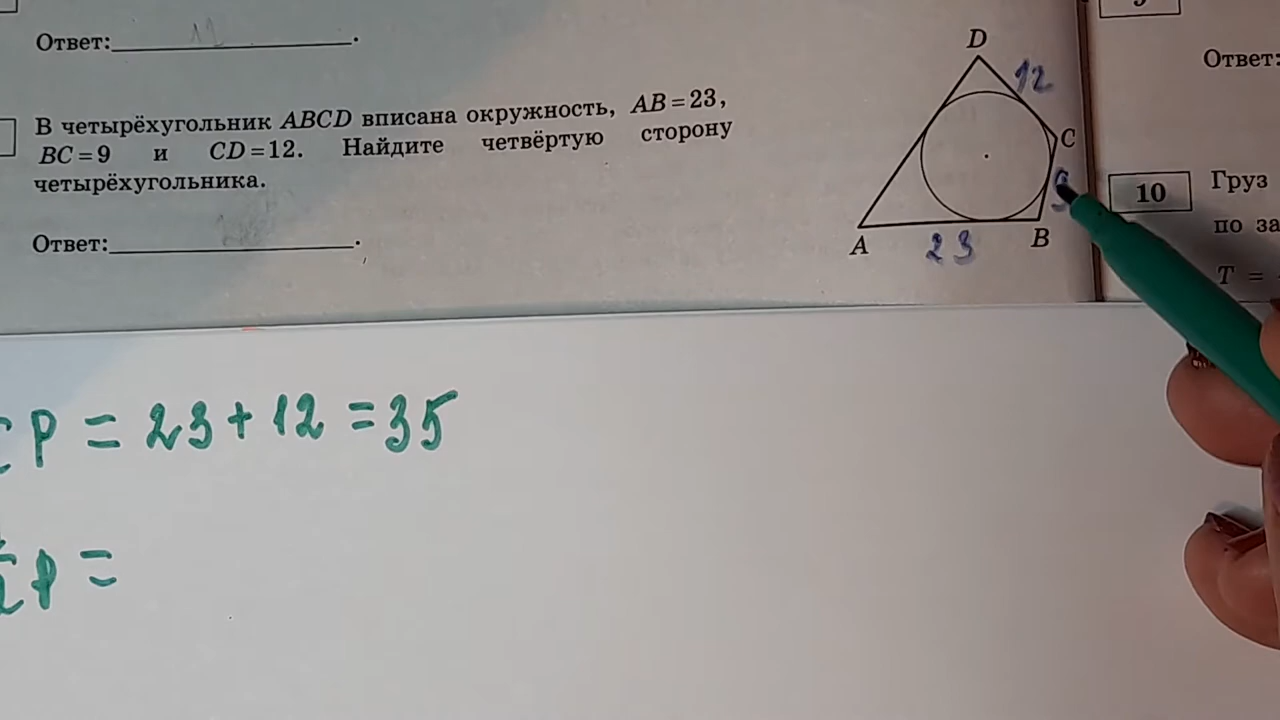 Ответ:
В четырёхугольник ABCD вписана окружность, AB = 23,
BC = 9 и CD = 12. Найдите четвёртую сторону
четырёхугольника.
Ответ:
D
12
C
A
23
B
Ответ:
10
Груз
по за
T =
P = 23 + 12 = 35
P =